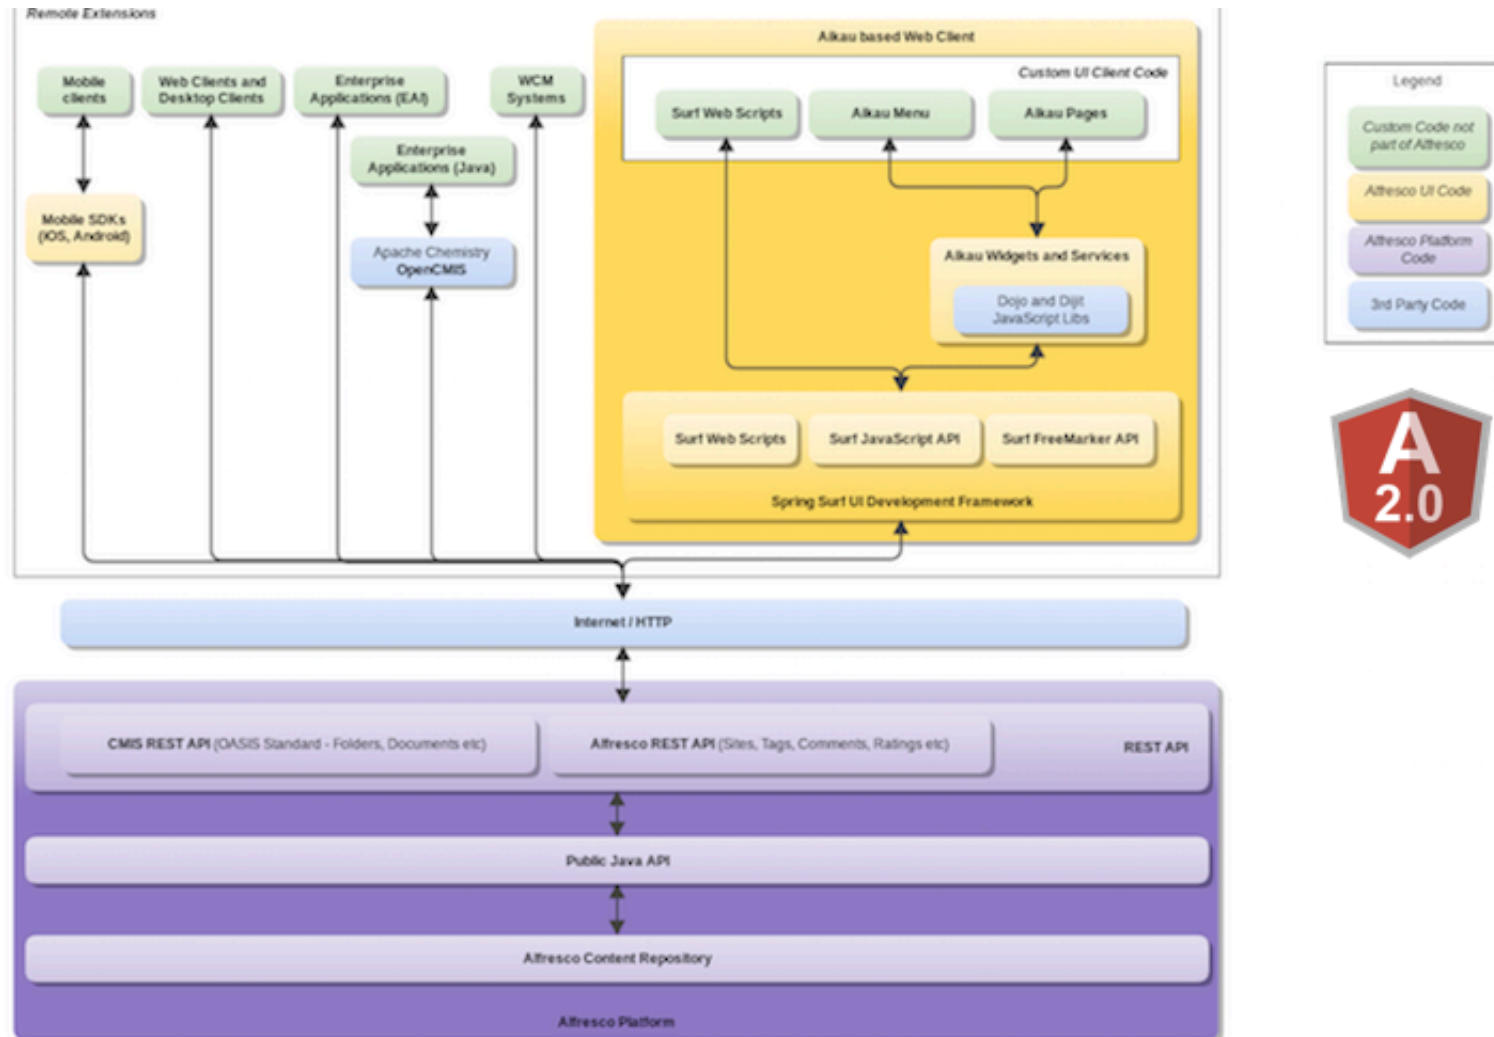 Remote Extensions
Aikau based Web Client
Custom UI Client Code
Mobile
clients
Web Clients and
Desktop Clients
Enterprise
Applications (EAI)
WCM
Systems
Surf Web Scripts
Aikau Menu
Aikau Pages
Enterprise
Applications (Java)
Mobile SDKs
(iOS, Android)
Apache Chemistry
OpenCMIS
Aikau Widgets and Services
Dojo and Dijit
JavaScript Libs
Surf Web Scripts
Surf JavaScript API
Surf FreeMarker API
Spring Surf UI Development Framework
Internet / HTTP
CMIS REST API (OASIS Standard - Folders, Documents etc)
Alfresco REST API (Sites, Tags, Comments, Ratings etc)
REST API
Public Java API
Alfresco Content Repository
Alfresco Platform
Legend
Custom Code not
part of Alfresco
Alfresco UI Code
Alfresco Platform
Code
3rd Party Code
A
2.0